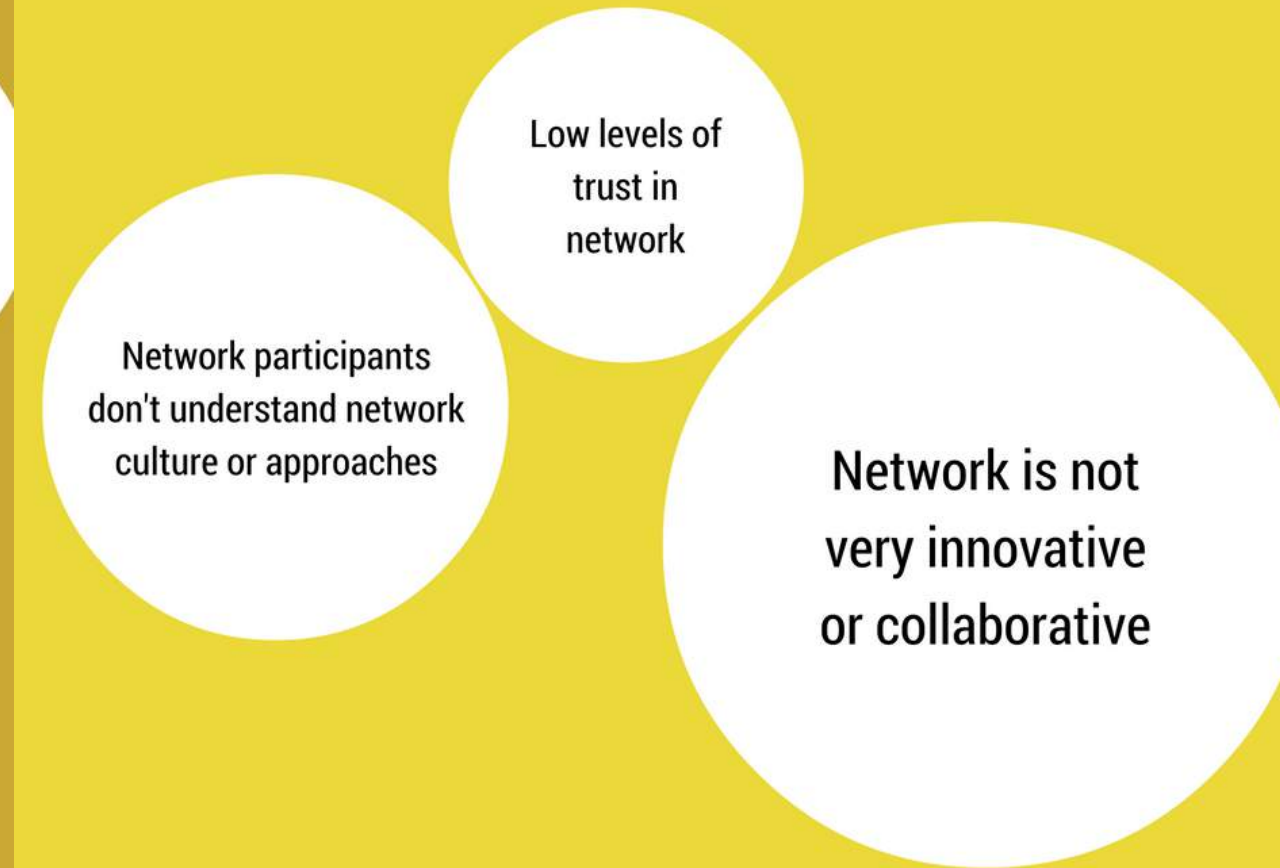 Low levels of
trust in
network
Network participants
don't understand network
culture or approaches
Network is not
very innovative
or collaborative